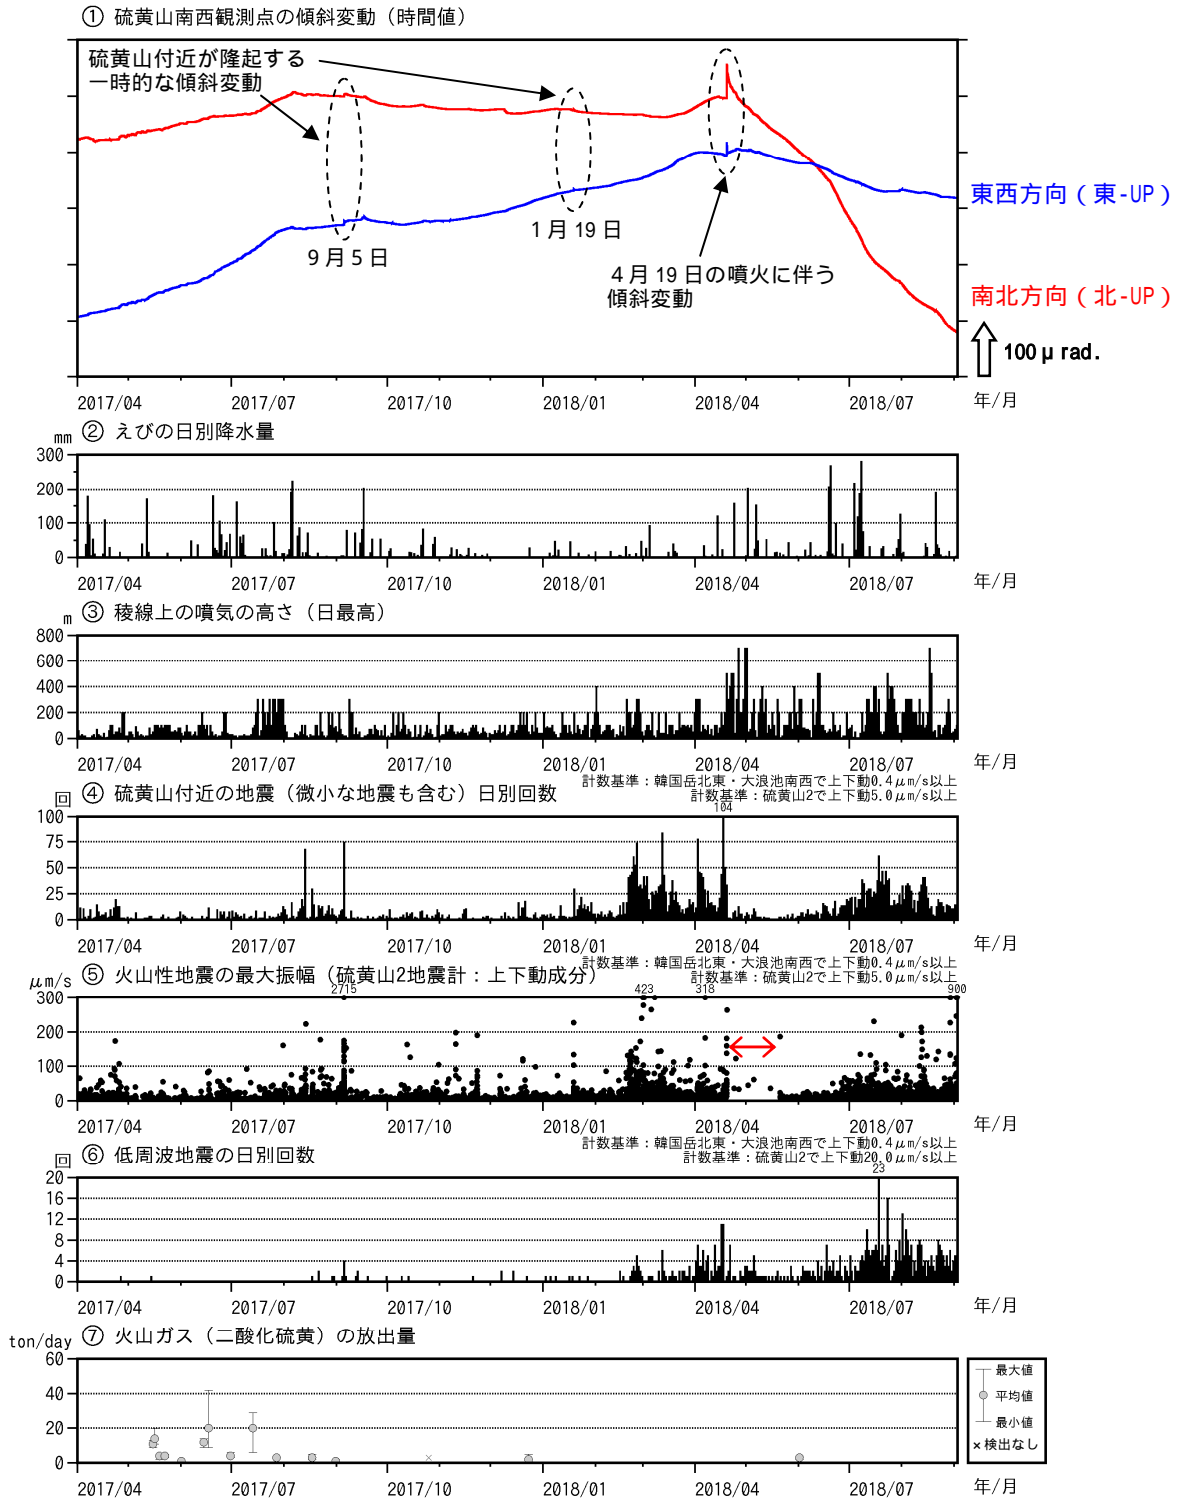 ① 硫黄山南西観測点の傾斜変動（時間値）
硫黄山付近が隆起する
一時的な傾斜変動
9月5日
1月19日
4月19日の噴火に伴う
傾斜変動
東西方向（東-UP）
南北方向（北-UP）
100μrad.
2017/04 2017/07 2017/10 2018/01 2018/04 2018/07 年/月
mm ② えびの日別降水量
300
200
100
0
2017/04 2017/07 2017/10 2018/01 2018/04 2018/07 年/月
m ③ 稜線上の噴気の高さ（日最高）
800
600
400
200
0
2017/04 2017/07 2017/10 2018/01 2018/04 2018/07 年/月
計数基準：韓国岳北東・大浪池南西で上下動0.4μm/s以上
計数基準：硫黄山2で上下動5.0μm/s以上
回 ④ 硫黄山付近の地震（微小な地震も含む）日別回数
104
100
75
50
25
0
2017/04 2017/07 2017/10 2018/01 2018/04 2018/07 年/月
計数基準：韓国岳北東・大浪池南西で上下動0.4μm/s以上
計数基準：硫黄山2で上下動5.0μm/s以上
μm/s ⑤ 火山性地震の最大振幅（硫黄山2地震計：上下動成分）
2715 423 318 900
300
200
100
0
2017/04 2017/07 2017/10 2018/01 2018/04 2018/07 年/月
計数基準：韓国岳北東・大浪池南西で上下動0.4μm/s以上
計数基準：硫黄山2で上下動20.0μm/s以上
回 ⑥ 低周波地震の日別回数
23
20
16
12
8
4
0
2017/04 2017/07 2017/10 2018/01 2018/04 2018/07 年/月
ton/day ⑦ 火山ガス（二酸化硫黄）の放出量
60
40
20
0
最大値
平均値
最小値
×検出なし
2017/04 2017/07 2017/10 2018/01 2018/04 2018/07 年/月